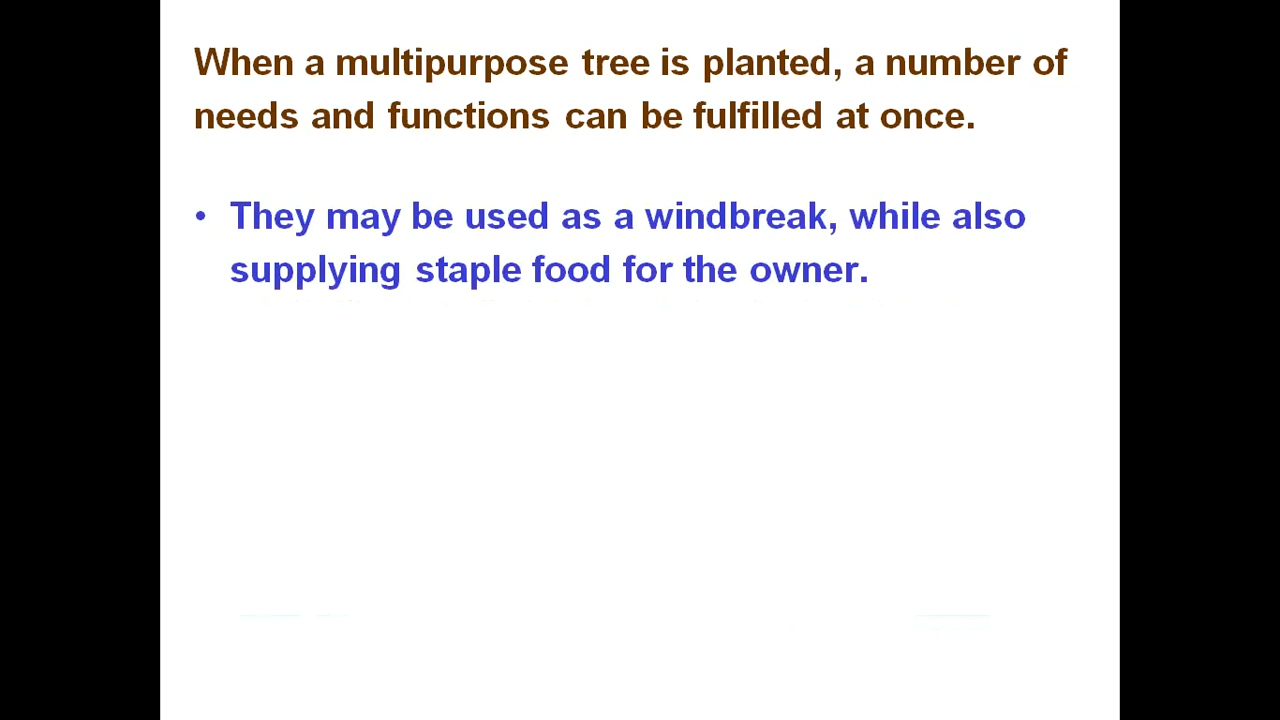 When a multipurpose tree is planted, a number of
needs and functions can be fulfilled at once.
• They may be used as a windbreak, while also
supplying staple food for the owner.